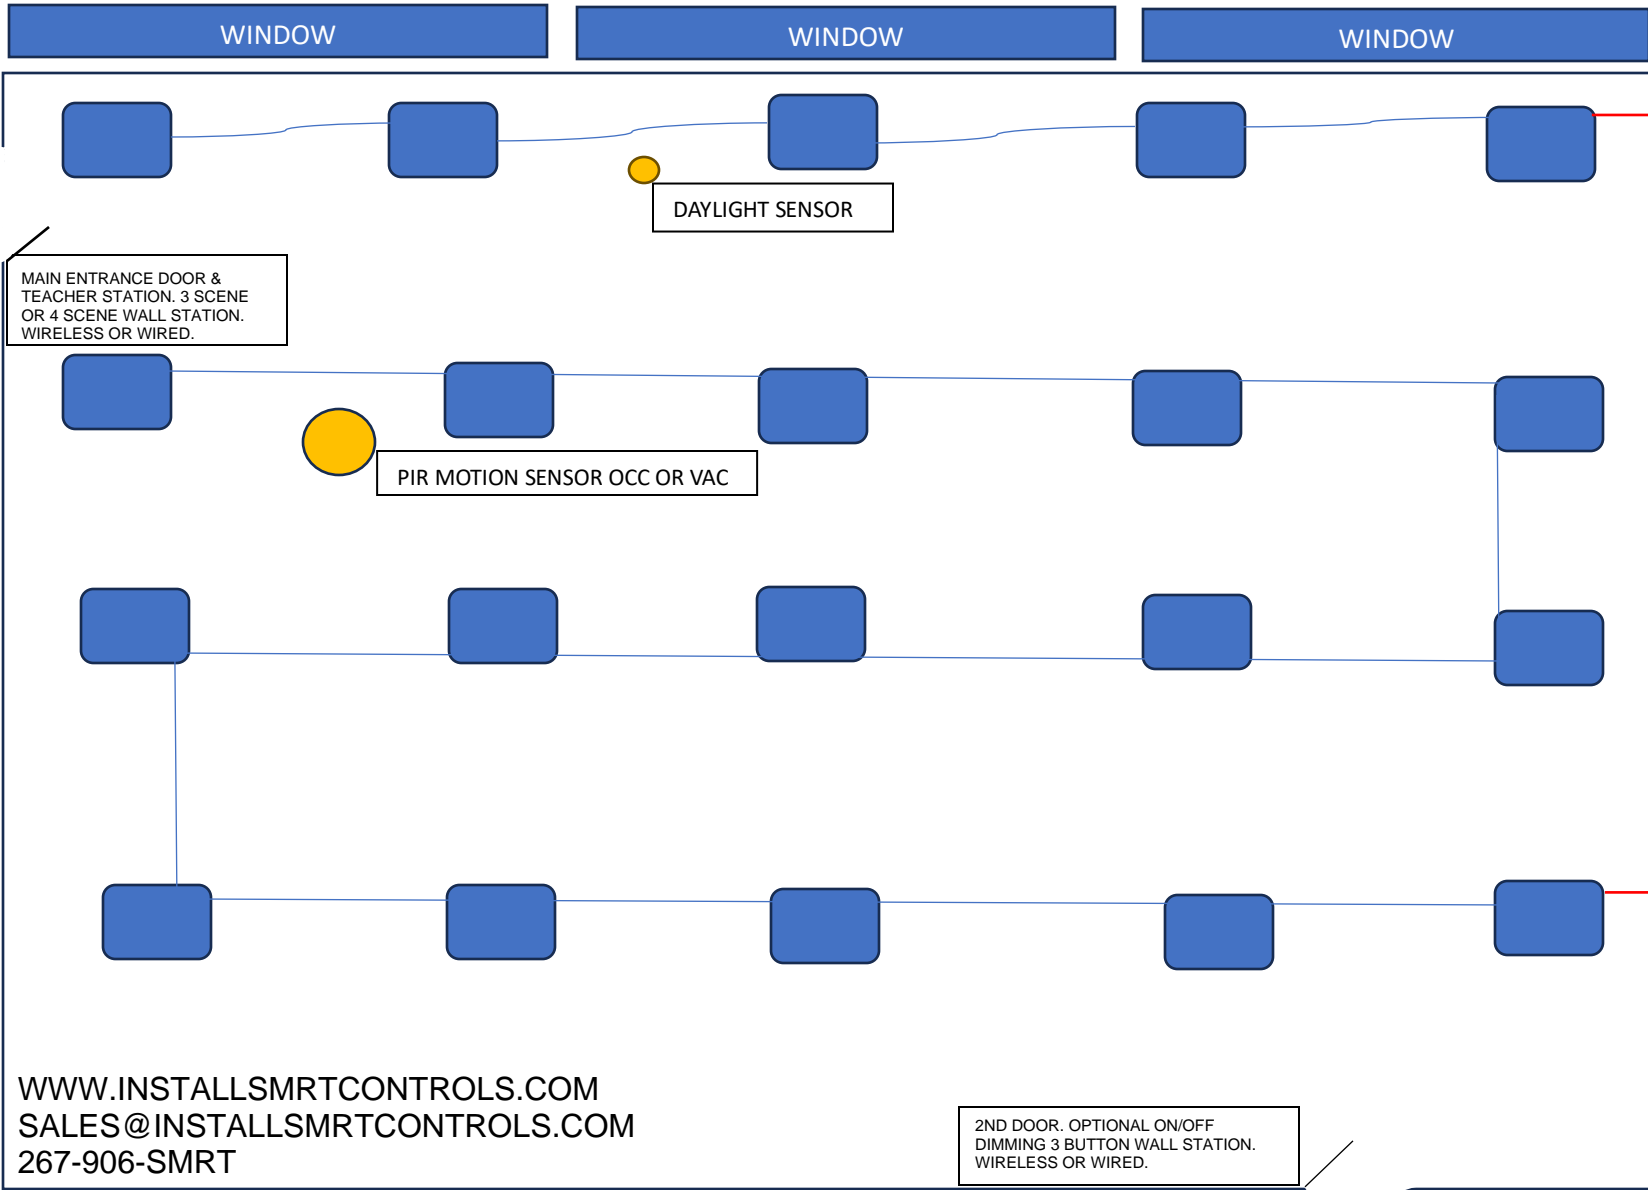 WINDOW
WINDOW
WINDOW
DAYLIGHT SENSOR
MAIN ENTRANCE DOOR &
TEACHER STATION. 3 SCENE
OR 4 SCENE WALL STATION.
WIRELESS OR WIRED.
PIR MOTION SENSOR OCC OR VAC
WWW.INSTALLSMRTCONTROLS.COM
SALES@INSTALLSMRTCONTROLS.COM
267-906-SMRT
2ND DOOR. OPTIONAL ON/OFF
DIMMING 3 BUTTON WALL STATION.
WIRELESS OR WIRED.